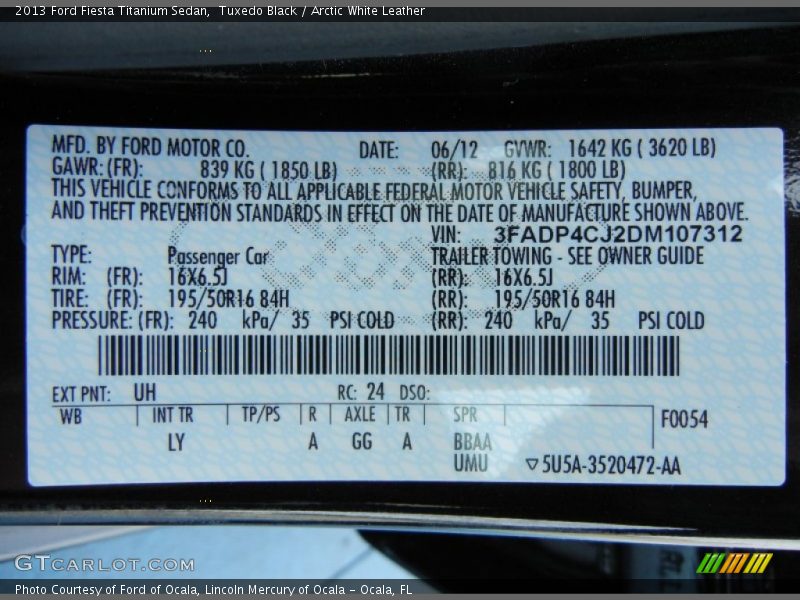 2013 Ford Fiesta Titanium Sedan,  Tuxedo Black / Arctic White Leather
MFD. BY FORD MOTOR CO. DATE: 06/12 GVWR: 1642 KG ( 3620 LB)
GAWR: (FR): 839 KG ( 1850 LB) (RR): 816 KG ( 1800 LB)
THIS VEHICLE CONFORMS TO ALL APPLICABLE FEDERAL MOTOR VEHICLE SAFETY, BUMPER,
AND THEFT PREVENTION STANDARDS IN EFFECT ON THE DATE OF MANUFACTURE SHOWN ABOVE.
VIN: 3FADP4CJ2DM107312
TYPE: Passenger Car TRAILER TOWING - SEE OWNER GUIDE
RIM: (FR): 16X6.5J (RR): 16X6.5J
TIRE: (FR): 195/50R16 84H (RR): 195/50R16 84H
PRESSURE: (FR): 240 kPa/ 35 PSI COLD (RR): 240 kPa/ 35 PSI COLD
EXT PNT: UH RC: 24 DSO:
WB INT TR TP/PS R AXLE TR SPR F0054
LY A GG A BBAA
UMU ▽5U5A-3520472-AA
GTCARLOT.COM
Photo Courtesy of Ford of Ocala, Lincoln Mercury of Ocala - Ocala, FL